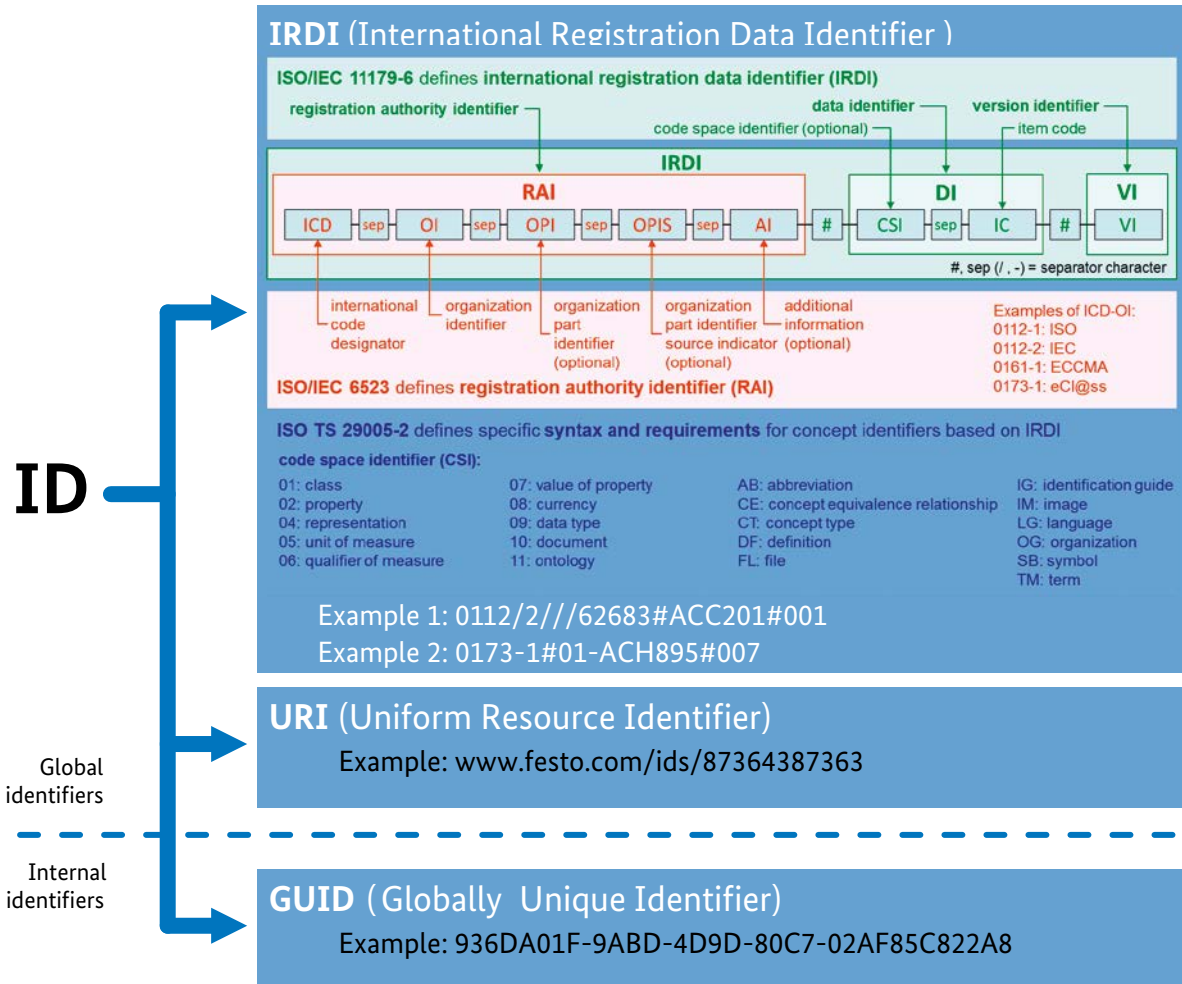 IRDI (International Registration Data Identifier )
ISO/IEC 11179-6 defines international registration data identifier (IRDI)
registration authority identifier
data identifier
version identifier
code space identifier (optional)
item code
IRDI
RAI
DI
VI
ICD sep OI sep OPI sep OPIS sep AI # CSI sep IC # VI
#, sep (/ , -) = separator character
international
code
designator
organization
identifier
organization
part
identifier
(optional)
organization
part identifier
source indicator
(optional)
additional
information
(optional)
Examples of ICD-OI:
0112-1: ISO
0112-2: IEC
0161-1: ECCMA
0173-1: eCl@ss
ISO/IEC 6523 defines registration authority identifier (RAI)
ISO TS 29005-2 defines specific syntax and requirements for concept identifiers based on IRDI
code space identifier (CSI):
01: class
02: property
04: representation
05: unit of measure
06: qualifier of measure
07: value of property
08: currency
09: data type
10: document
11: ontology
AB: abbreviation
CE: concept equivalence relationship
CT: concept type
DF: definition
FL: file
IG: identification guide
IM: image
LG: language
OG: organization
SB: symbol
TM: term
Example 1: 0112/2///62683#ACC201#001
Example 2: 0173-1#01-ACH895#007
ID
URI (Uniform Resource Identifier)
Example: www.festo.com/ids/87364387363
Global
identifiers
Internal
identifiers
GUID ( Globally Unique Identifier)
Example: 936DA01F-9ABD-4D9D-80C7-02AF85C822A8